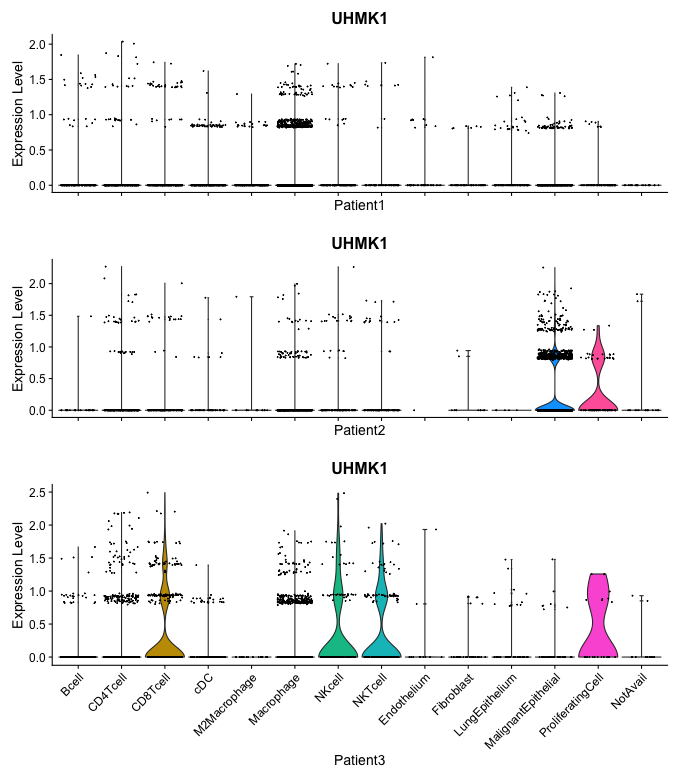 UHMK1
Expression Level
2.0
1.5
1.0
0.5
0.0
Patient1
UHMK1
Expression Level
2.0
1.5
1.0
0.5
0.0
Patient2
UHMK1
Expression Level
2.5
2.0
1.5
1.0
0.5
0.0
Bcell
CD4Tcell
CD8Tcell
cDC
M2Macrophage
Macrophage
NKcell
NKTcell
Endothelium
Fibroblast
LungEpithelium
MalignantEpithelial
ProliferatingCell
NotAvail
Patient3